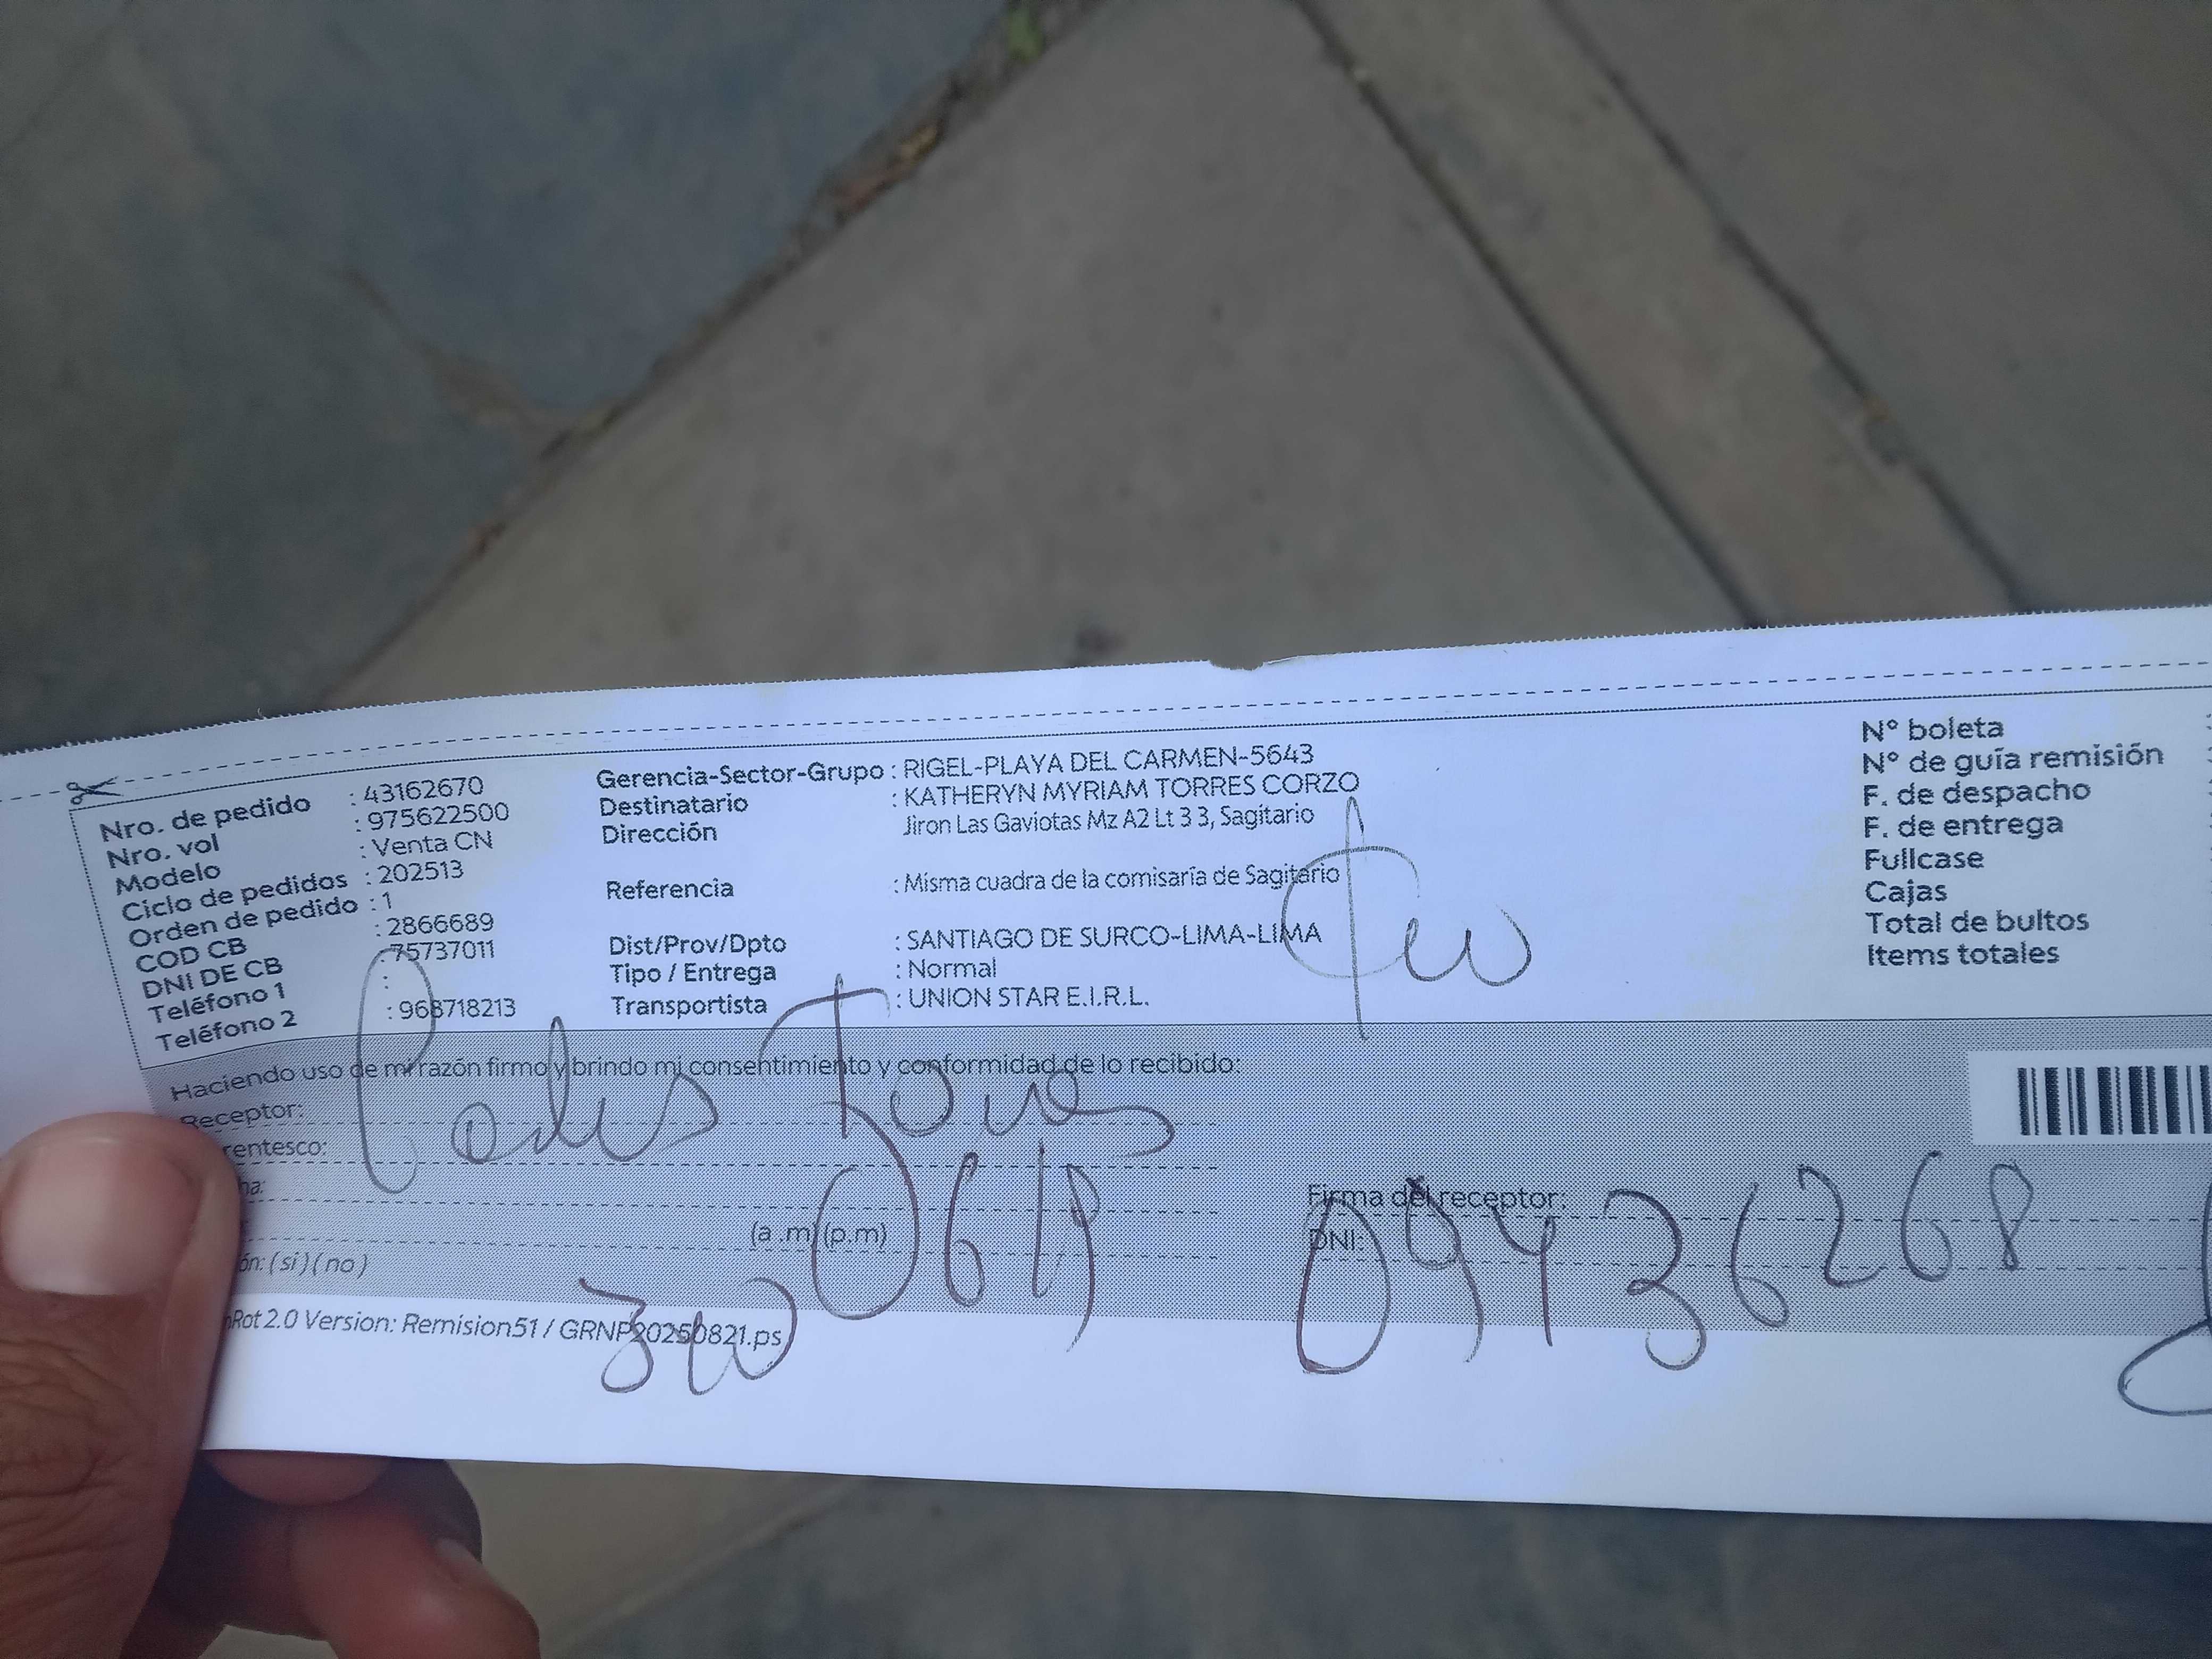 Nro. de pedido : 43162670
Nro. vol : 975622500
Modelo : Venta CN
Ciclo de pedidos : 202513
Orden de pedido : 1
COD CB : 2866689
DNI DE CB : 75737011
Teléfono 1 :
Teléfono 2 : 968718213
Gerencia-Sector-Grupo : RIGEL-PLAYA DEL CARMEN-5643
Destinatario : KATHERYN MYRIAM TORRES CORZO
Dirección Jiron Las Gaviotas Mz A2 Lt 3 3, Sagitario
Referencia : Misma cuadra de la comisaría de Sagitario
Dist/Prov/Dpto : SANTIAGO DE SURCO-LIMA-LIMA
Tipo / Entrega : Normal
Transportista : UNION STAR E.I.R.L.
N° boleta
N° de guía remisión
F. de despacho
F. de entrega
Fullcase
Cajas
Total de bultos
Items totales
Haciendo uso de mi razón firmo y brindo mi consentimiento y conformidad de lo recibido:
Receptor:
rentesco:
ha:
(a .m) (p.m)
ón: ( si ) ( no )
Firma del receptor:
DNI: 09436268
Rot 2.0 Version: Remision51 / GRNP20250821.ps